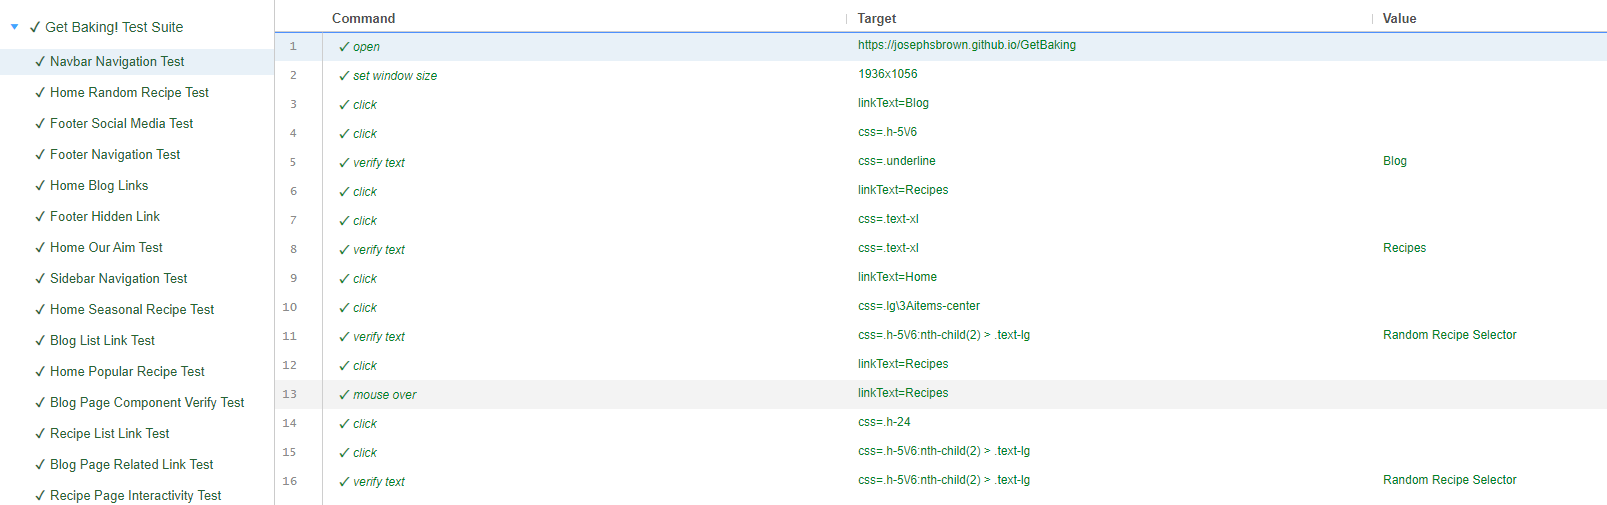 Get Baking! Test Suite
Navbar Navigation Test
Home Random Recipe Test
Footer Social Media Test
Footer Navigation Test
Home Blog Links
Footer Hidden Link
Home Our Aim Test
Sidebar Navigation Test
Home Seasonal Recipe Test
Blog List Link Test
Home Popular Recipe Test
Blog Page Component Verify Test
Recipe List Link Test
Blog Page Related Link Test
Recipe Page Interactivity Test
Command Target Value
1 open https://josephsbrown.github.io/GetBaking
2 set window size 1936x1056
3 click linkText=Blog
4 click css=.h-5\/6
5 verify text css=.underline Blog
6 click linkText=Recipes
7 click css=.text-xl
8 verify text css=.text-xl Recipes
9 click linkText=Home
10 click css=.lg\3Aitems-center
11 verify text css=.h-5\/6:nth-child(2) > .text-lg Random Recipe Selector
12 click linkText=Recipes
13 mouse over linkText=Recipes
14 click css=.h-24
15 click css=.h-5\/6:nth-child(2) > .text-lg
16 verify text css=.h-5\/6:nth-child(2) > .text-lg Random Recipe Selector